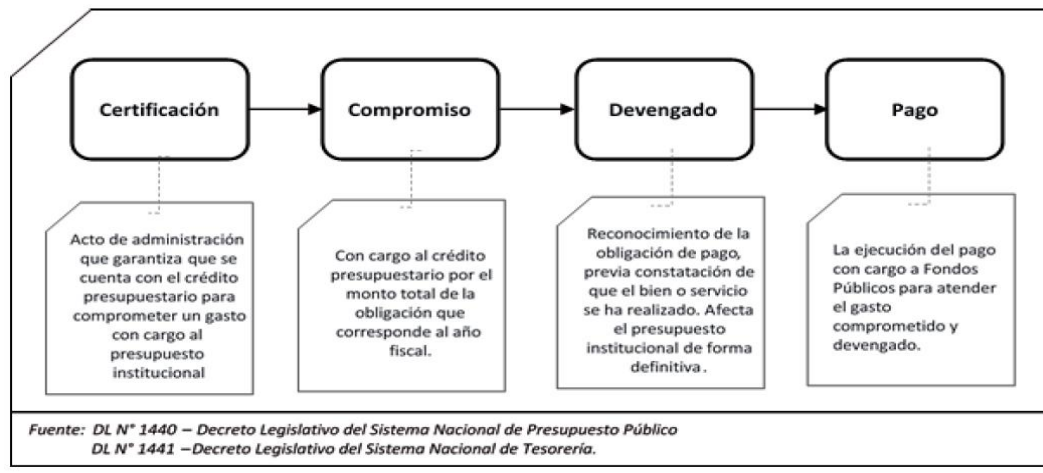 Certificación
Compromiso
Devengado
Pago
Acto de administración
que garantiza que se
cuenta con el crédito
presupuestario para
comprometer un gasto
con cargo al
presupuesto
institucional
Con cargo al crédito
presupuestario por el
monto total de la
obligación que
corresponde al año
fiscal.
Reconocimiento de la
obligación de pago,
previa constatación de
que el bien o servicio
se ha realizado. Afecta
el presupuesto
institucional de forma
definitiva.
La ejecución del pago
con cargo a Fondos
Públicos para atender
el gasto
comprometido y
devengado.
Fuente: DL N° 1440 – Decreto Legislativo del Sistema Nacional de Presupuesto Público
DL N° 1441 –Decreto Legislativo del Sistema Nacional de Tesorería.